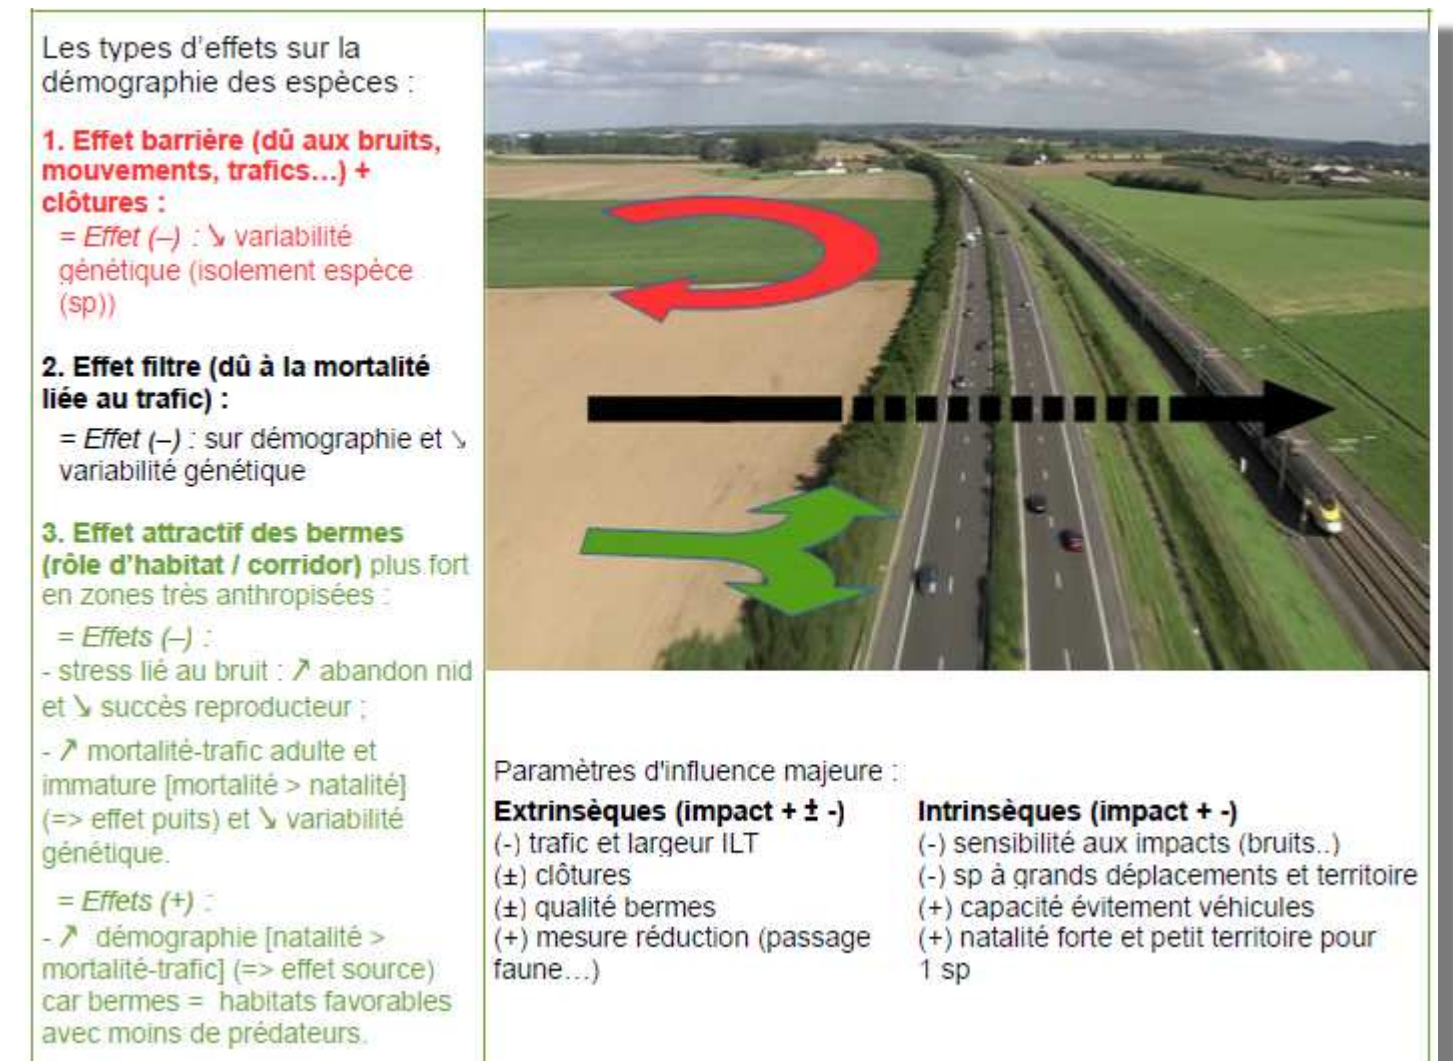 Les types d'effets sur la
démographie des espèces :
1. Effet barrière (dû aux bruits,
mouvements, trafics…) +
clôtures :
= Effet (–) : ↘ variabilité
génétique (isolement espèce
(sp))
2. Effet filtre (dû à la mortalité
liée au trafic) :
= Effet (–) : sur démographie et ↘
variabilité génétique
3. Effet attractif des bermes
(rôle d'habitat / corridor) plus fort
en zones très anthropisées :
= Effets (–) :
- stress lié au bruit : ↗ abandon nid
et ↘ succès reproducteur ;
- ↗ mortalité-trafic adulte et
immature [mortalité > natalité]
(=> effet puits) et ↘ variabilité
génétique.
= Effets (+) :
- ↗ démographie [natalité >
mortalité-trafic] (=> effet source)
car bermes = habitats favorables
avec moins de prédateurs.
Paramètres d'influence majeure :
Extrinsèques (impact + ± -)
(-) trafic et largeur ILT
(±) clôtures
(±) qualité bermes
(+) mesure réduction (passage
faune…)
Intrinsèques (impact + -)
(-) sensibilité aux impacts (bruits..)
(-) sp à grands déplacements et territoire
(+) capacité évitement véhicules
(+) natalité forte et petit territoire pour
1 sp